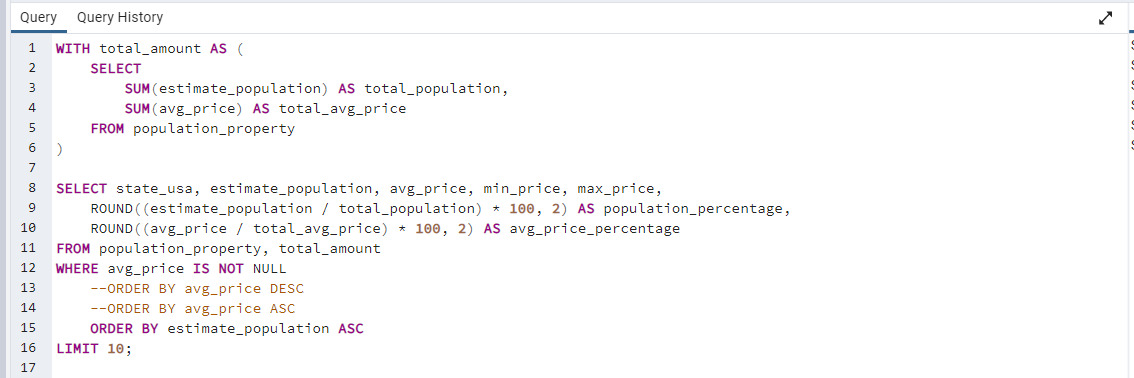 Query Query History
1 WITH total_amount AS (
2 SELECT
3 SUM(estimate_population) AS total_population,
4 SUM(avg_price) AS total_avg_price
5 FROM population_property
6 )
7
8 SELECT state_usa, estimate_population, avg_price, min_price, max_price,
9 ROUND((estimate_population / total_population) * 100, 2) AS population_percentage,
10 ROUND((avg_price / total_avg_price) * 100, 2) AS avg_price_percentage
11 FROM population_property, total_amount
12 WHERE avg_price IS NOT NULL
13 --ORDER BY avg_price DESC
14 --ORDER BY avg_price ASC
15 ORDER BY estimate_population ASC
16 LIMIT 10;
17